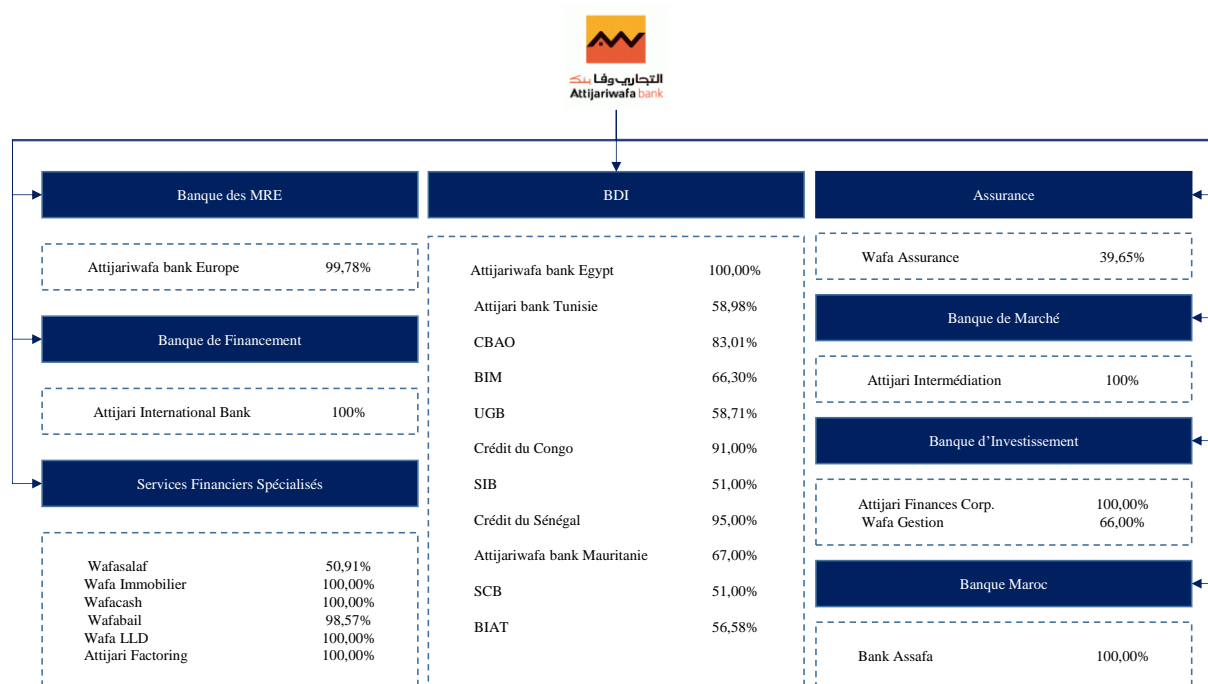 التجاري وفا بنك
Attijariwafa bank
Banque des MRE
Attijariwafa bank Europe 99,78%
Banque de Financement
Attijari International Bank 100%
Services Financiers Spécialisés
Wafasalaf 50,91%
Wafa Immobilier 100,00%
Wafacash 100,00%
Wafabail 98,57%
Wafa LLD 100,00%
Attijari Factoring 100,00%
BDI
Attijariwafa bank Egypt 100,00%
Attijari bank Tunisie 58,98%
CBAO 83,01%
BIM 66,30%
UGB 58,71%
Crédit du Congo 91,00%
SIB 51,00%
Crédit du Sénégal 95,00%
Attijariwafa bank Mauritanie 67,00%
SCB 51,00%
BIAT 56,58%
Assurance
Wafa Assurance 39,65%
Banque de Marché
Attijari Intermédiation 100%
Banque d’Investissement
Attijari Finances Corp. 100,00%
Wafa Gestion 66,00%
Banque Maroc
Bank Assafa 100,00%